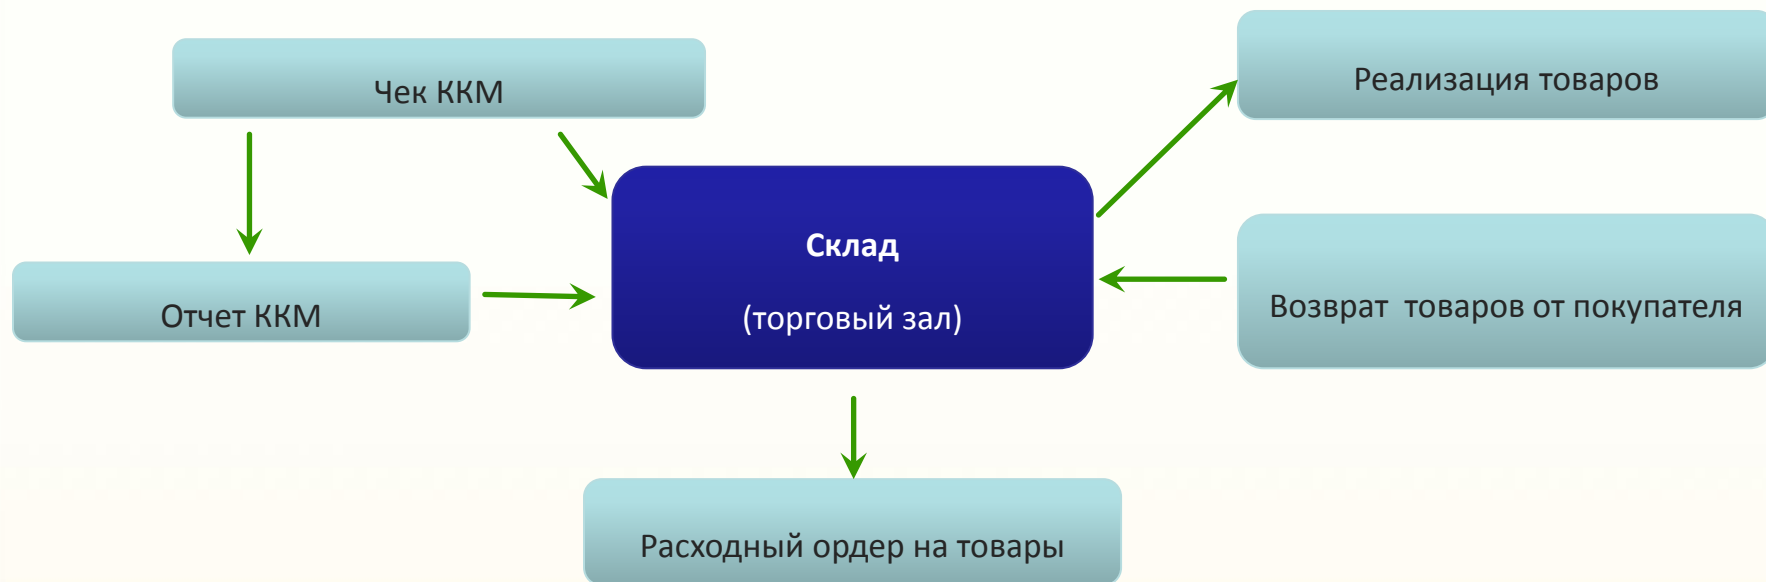 Чек ККМ
Реализация товаров
Склад
(торговый зал)
Отчет ККМ
Возврат  товаров от покупателя
Расходный ордер на товары